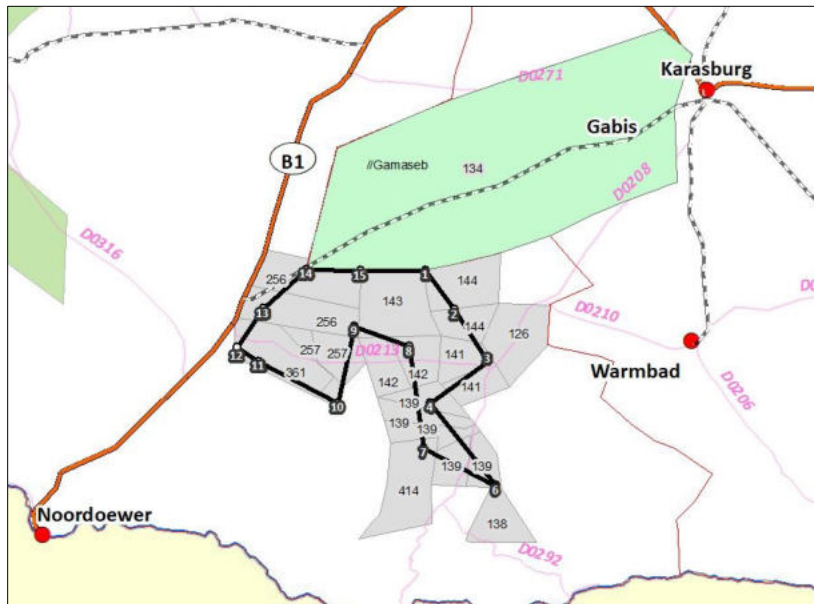 Karasburg
D0271
Gabis
B1
//Gamaseb
134
D0208
D0316
14
15
1
256
144
143
2
13
D0210
256
9
144
126
257
257
D0213
8
141
3
12
11
Warmbad
361
142
142
141
D0206
10
139
4
139
139
7
139
139
414
6
Noordoewer
138
D0292